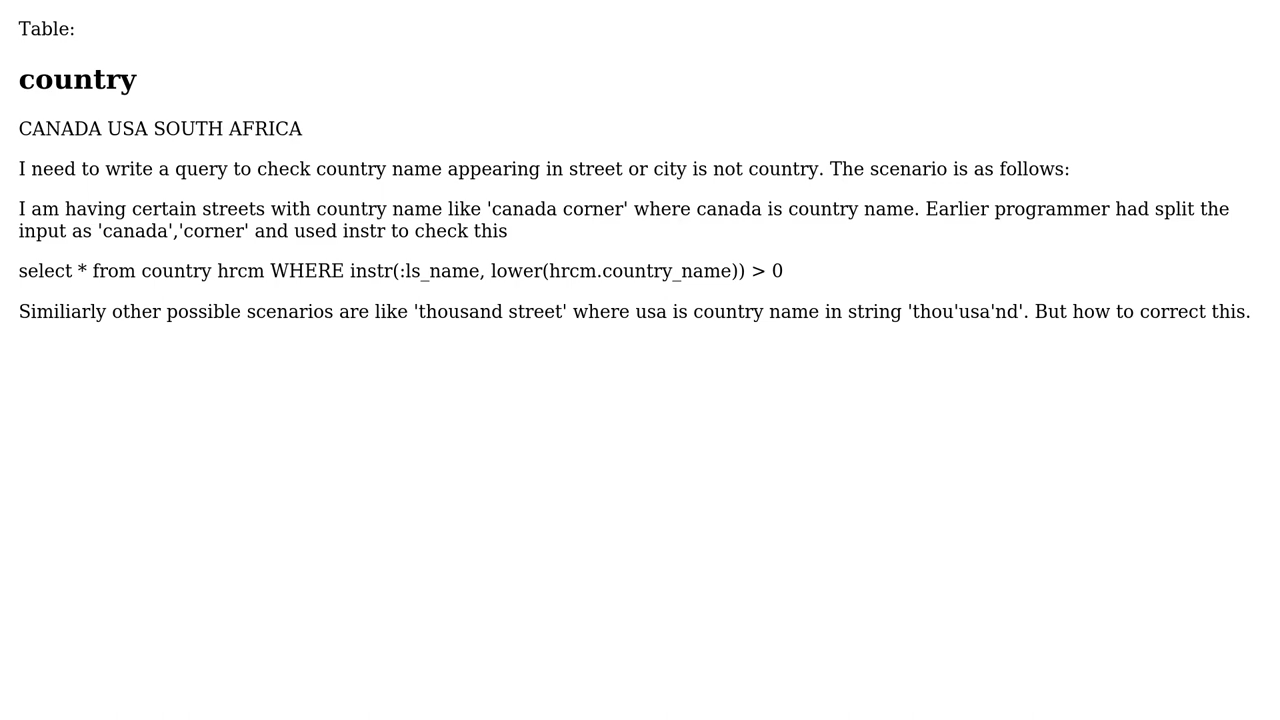 Table:
country
CANADA USA SOUTH AFRICA
I need to write a query to check country name appearing in street or city is not country. The scenario is as follows:
I am having certain streets with country name like 'canada corner' where canada is country name. Earlier programmer had split the
input as 'canada','corner' and used instr to check this
select * from country hrcm WHERE instr(:ls_name, lower(hrcm.country_name)) > 0
Similiarly other possible scenarios are like 'thousand street' where usa is country name in string 'thou'usa'nd'. But how to correct this.